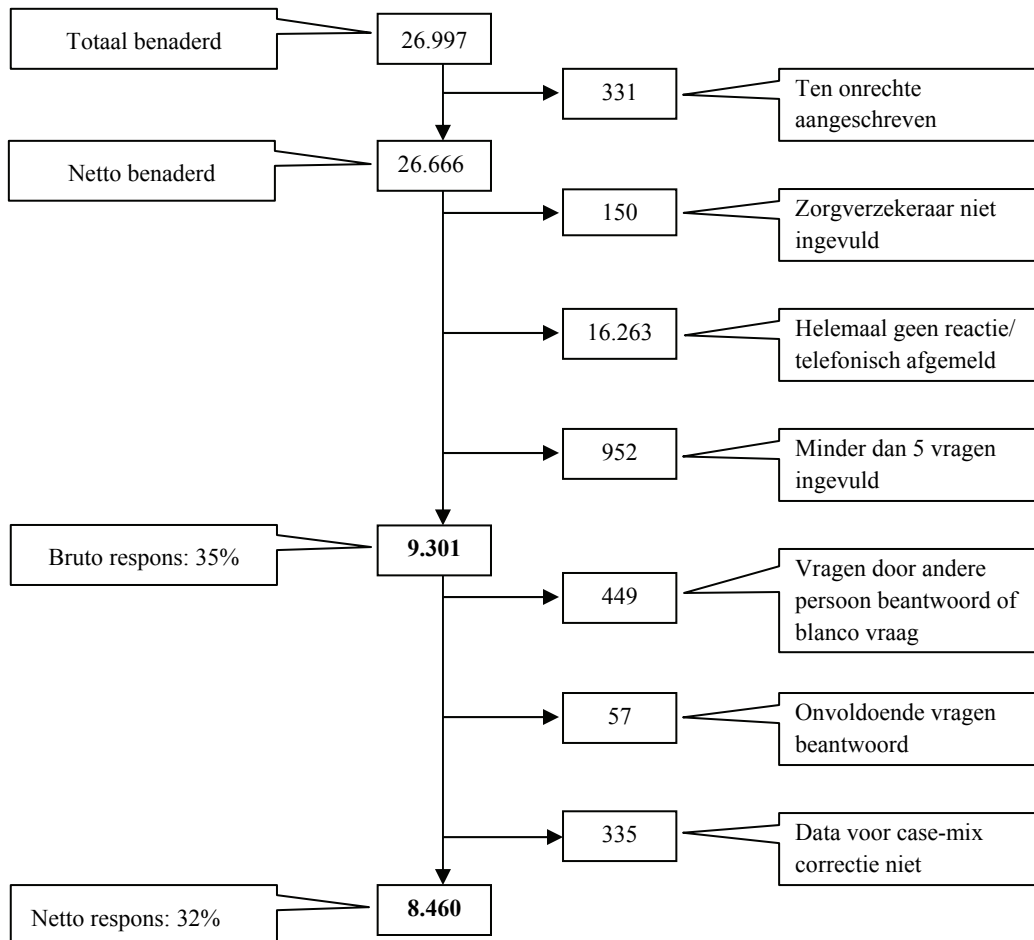 Totaal benaderd
26.997
331
Ten onrechte
aangeschreven
Netto benaderd
26.666
150
Zorgverzekeraar niet
ingevuld
16.263
Helemaal geen reactie/
telefonisch afgemeld
952
Minder dan 5 vragen
ingevuld
Bruto respons: 35%
9.301
449
Vragen door andere
persoon beantwoord of
blanco vraag
57
Onvoldoende vragen
beantwoord
335
Data voor case-mix
correctie niet
Netto respons: 32%
8.460